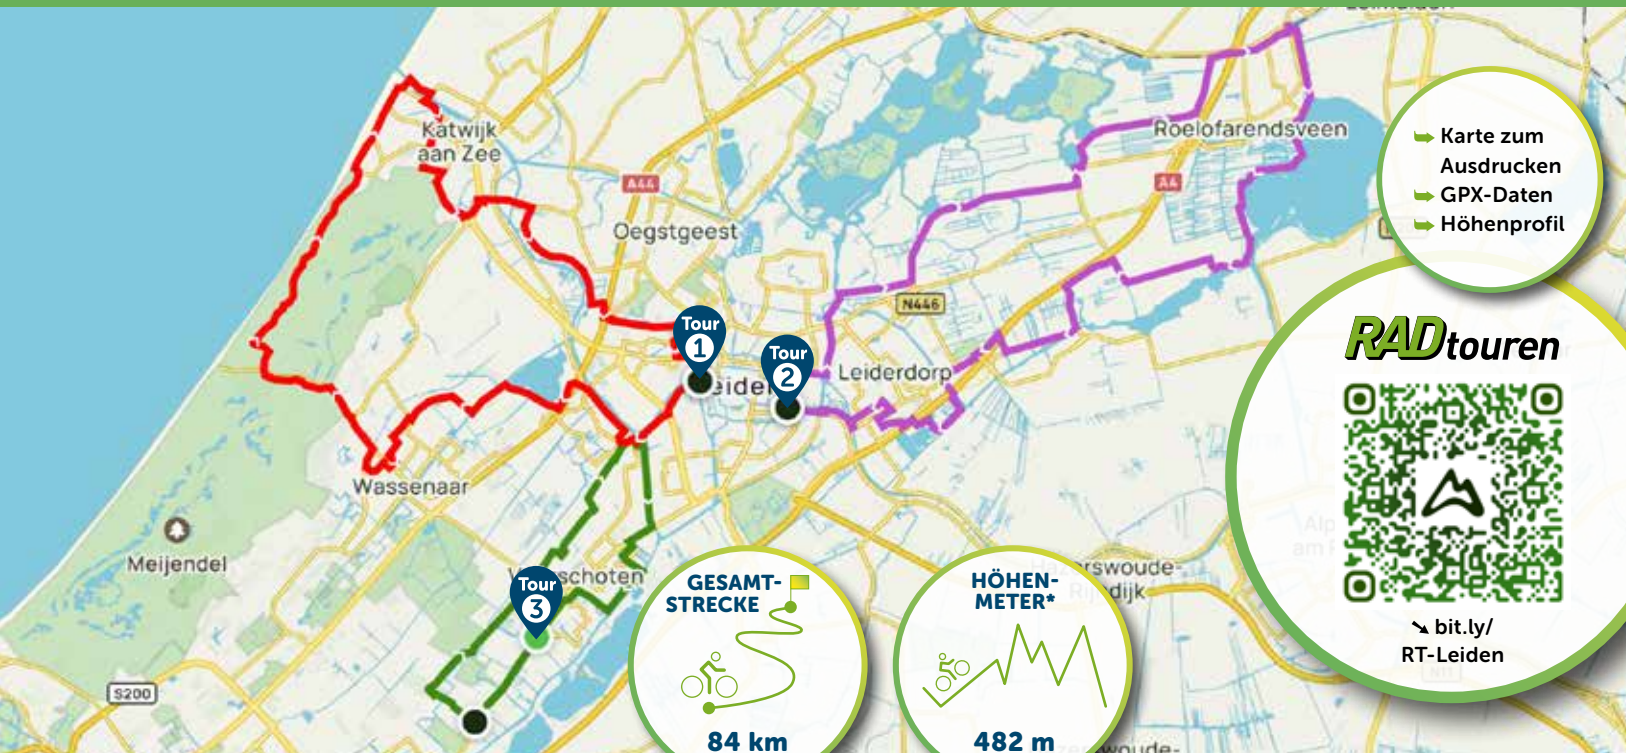 Katwijk
aan Zee
A44
Oegstgeest
Roelofarendsveen
A4
N446
Tour
1
Tour
2
Leiderdorp
Wassenaar
Meijendel
Tour
3
S200
Karte zum
Ausdrucken
GPX-Daten
Höhenprofil
RADtouren
bit.ly/
RT-Leiden
GESAMT-
STRECKE
84 km
HÖHEN-
METER*
482 m
N11